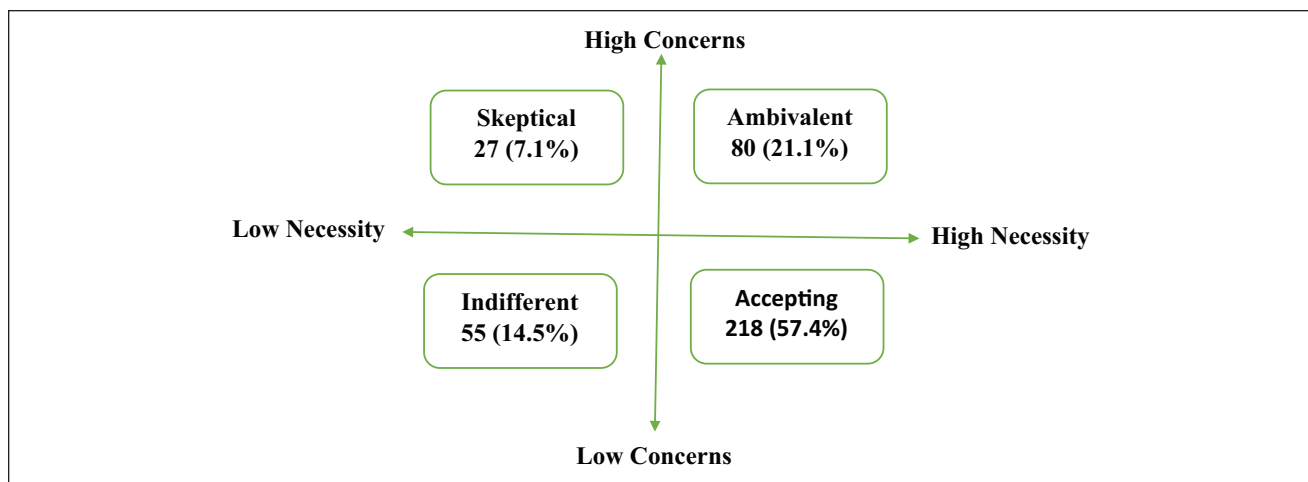 High Concerns
Skeptical
27 (7.1%)
Ambivalent
80 (21.1%)
Low Necessity
High Necessity
Indifferent
55 (14.5%)
Accepting
218 (57.4%)
Low Concerns